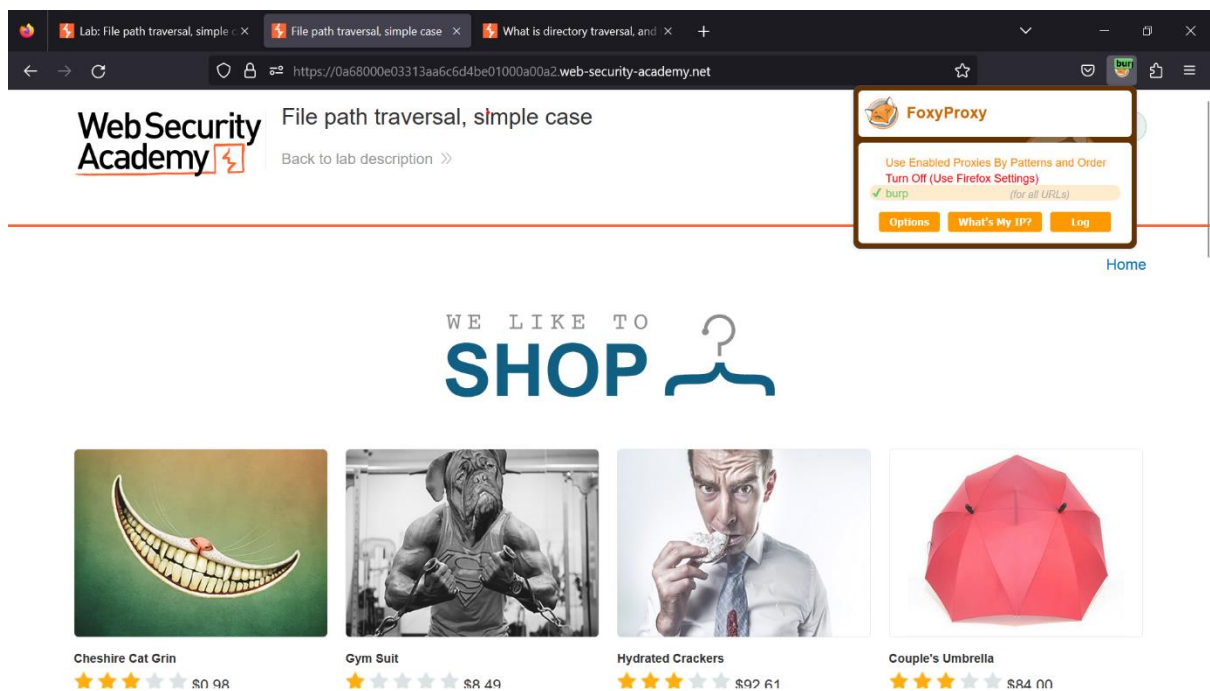 Lab: File path traversal, simple c
File path traversal, simple case
What is directory traversal, and
https://0a68000e03313aa6c6d4be01000a00a2.web-security-academy.net
burp
Web Security
Academy
File path traversal, simple case
Back to lab description
FoxyProxy
Use Enabled Proxies By Patterns and Order
Turn Off (Use Firefox Settings)
burp (for all URLs)
Options What's My IP? Log
Home
WE LIKE TO
SHOP
Cheshire Cat Grin
Gym Suit
Hydrated Crackers
Couple's Umbrella
$0.98
$8.49
$92.61
$84.00